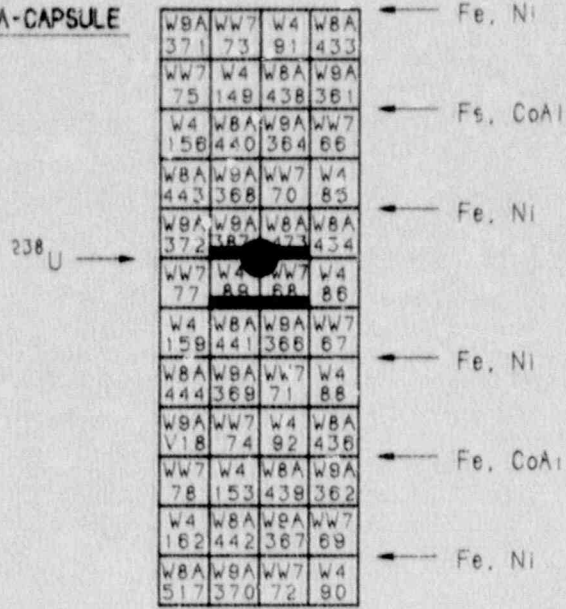 A-CAPSULE
W9A WW7 W4 W8A
371 73 91 433
Fe, Ni
WW7 W4 W8A W9A
75 149 438 361
Fs, CoAl
W4 W8A W9A WW7
156 440 364 66
W8A W9A WW7 W4
443 368 70 85
Fe, Ni
W9A W9A W8A W8A
372 387 473 434
238U
WW7 W4 WW7 W4
77 89 68 86
W4 W8A W9A WW7
159 441 366 67
Fe, Ni
W8A W9A WW7 W4
444 369 71 88
W9A WW7 W4 W8A
V18 74 92 436
Fe, CoAl
WW7 W4 W8A W9A
78 153 439 362
W4 W8A W9A WW7
162 442 367 69
Fe, Ni
W8A W9A WW7 W4
517 370 72 90